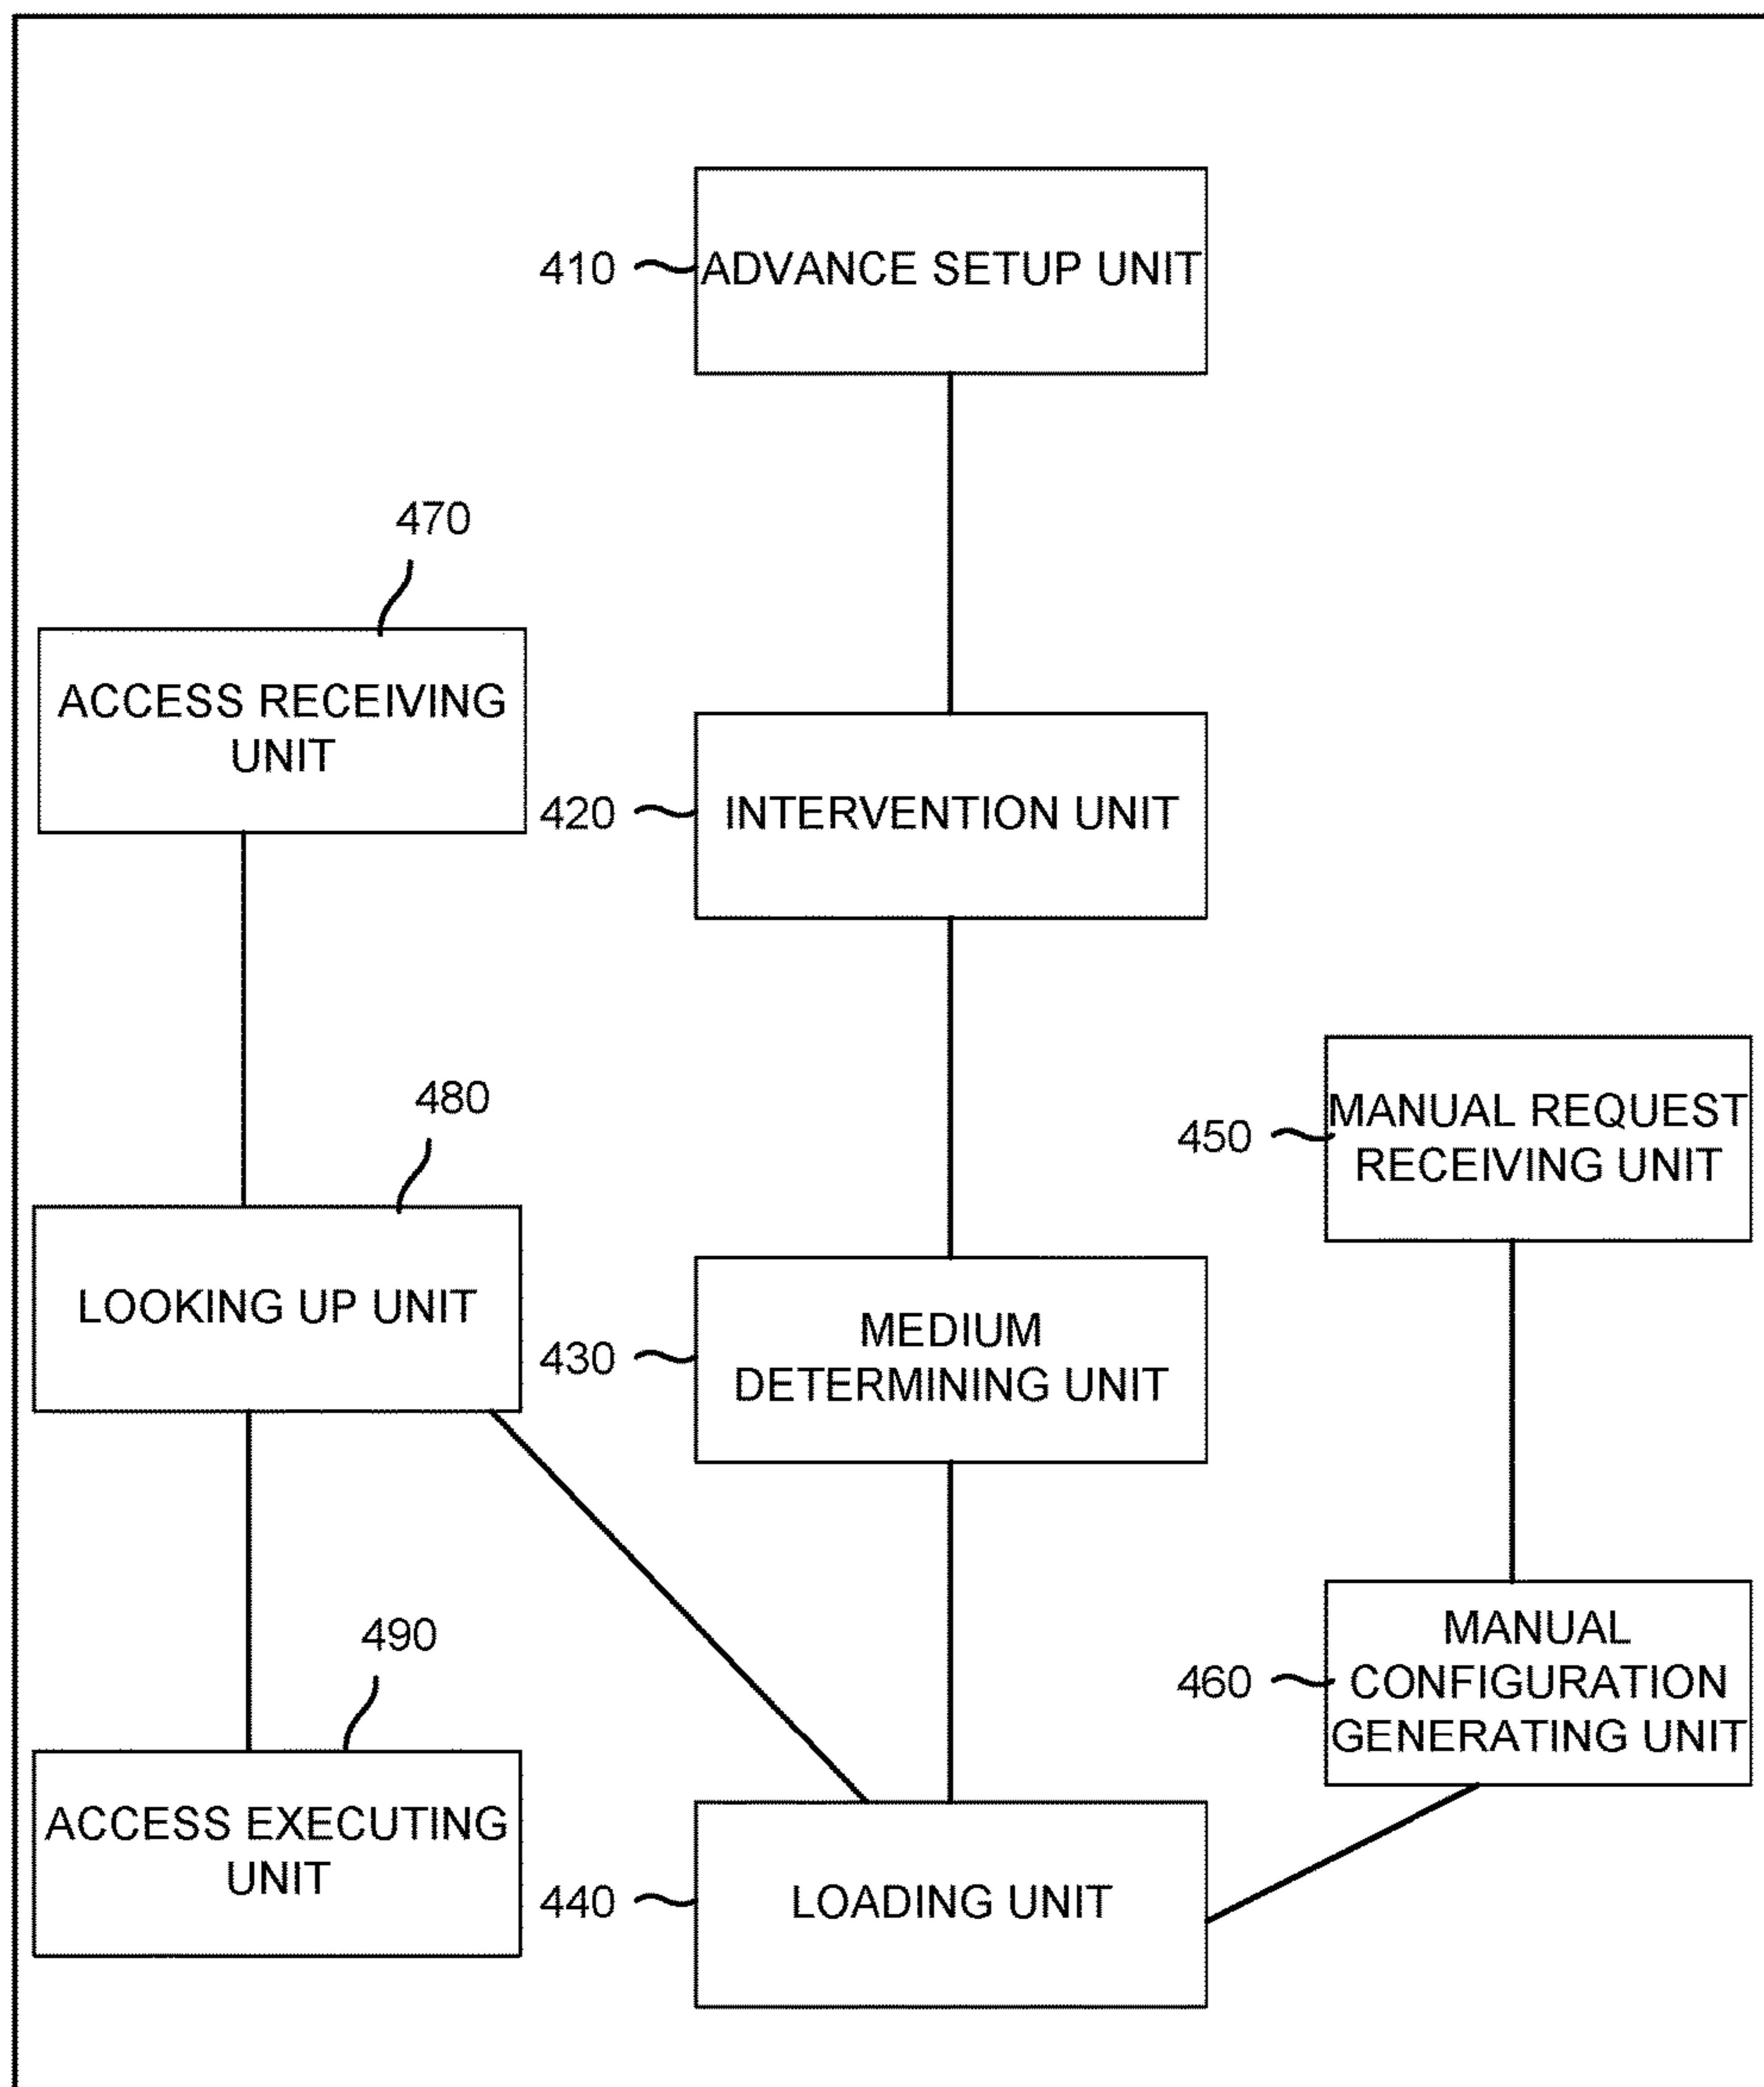 410
ADVANCE SETUP UNIT
470
ACCESS RECEIVING
UNIT
420
INTERVENTION UNIT
480
LOOKING UP UNIT
450
MANUAL REQUEST
RECEIVING UNIT
430
MEDIUM
DETERMINING UNIT
490
ACCESS EXECUTING
UNIT
460
MANUAL
CONFIGURATION
GENERATING UNIT
440
LOADING UNIT